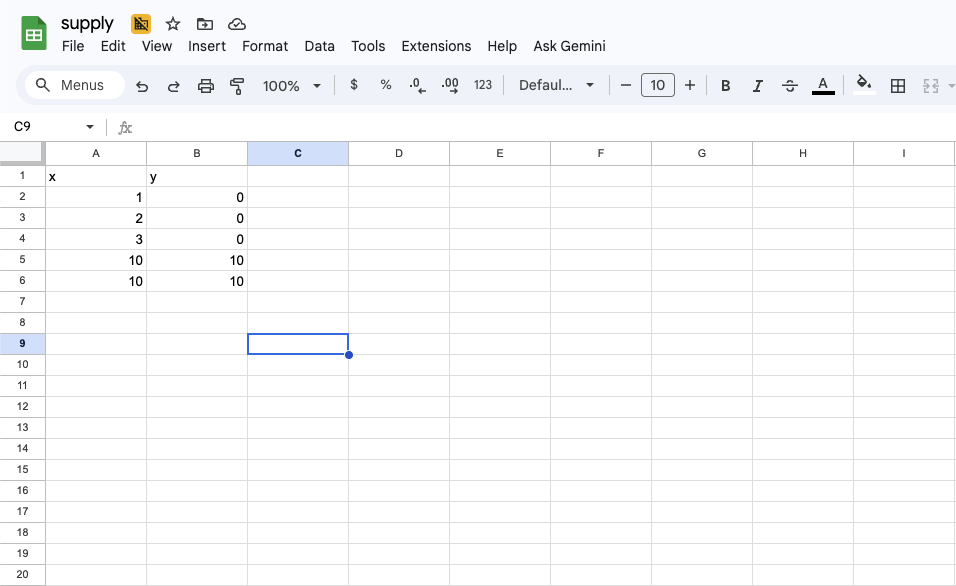 supply
File Edit View Insert Format Data Tools Extensions Help Ask Gemini
Menus 100% $ % .0 .00 123 Defaul... − 10 + B I S A
C9 fx
A B C D E F G H I
1 x y
2 1 0
3 2 0
4 3 0
5 10 10
6 10 10
7
8
9
10
11
12
13
14
15
16
17
18
19
20